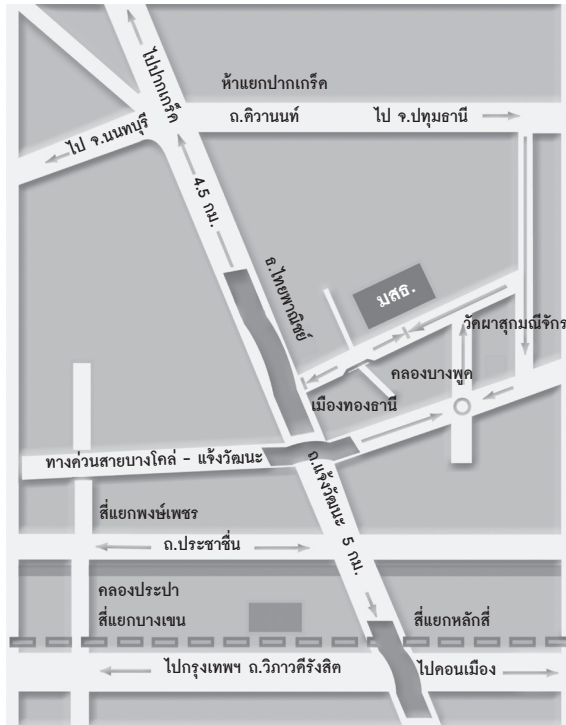 ไปปากเกร็ด
ห้าแยกปากเกร็ด
ถ.ติวานนท์
ไป จ.ปทุมธานี
ไป จ.นนทบุรี
4.5 กม.
ธ.ไทยพาณิชย์
มสธ.
วัดผาสุกมณีจักร
คลองบางพูด
เมืองทองธานี
ทางด่วนสายบางโคล่ - แจ้งวัฒนะ
ถ.แจ้งวัฒนะ 5 กม.
สี่แยกพงษ์เพชร
ถ.ประชาชื่น
คลองประปา
สี่แยกบางเขน
สี่แยกหลักสี่
ไปกรุงเทพฯ ถ.วิภาวดีรังสิต
ไปดอนเมือง